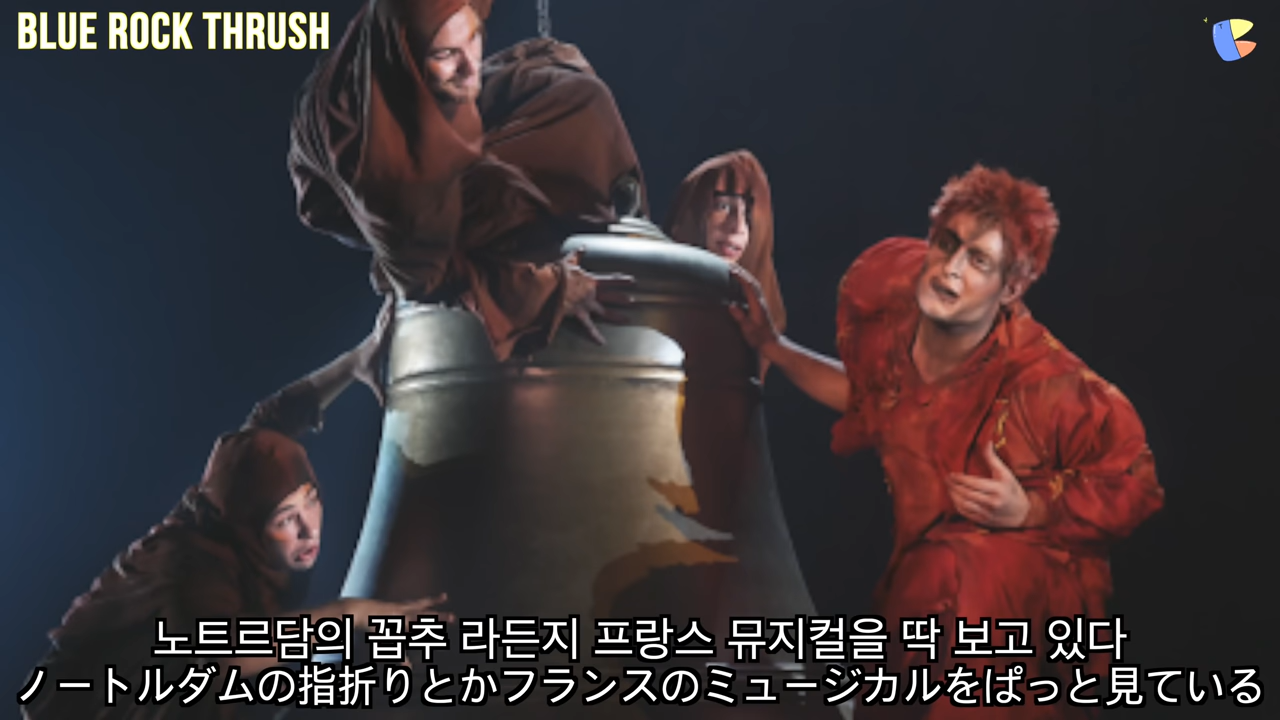 BLUE ROCK THRUSH
노트르담의 꼽추 라든지 프랑스 뮤지컬을 딱 보고 있다
ノートルダムの指折りとかフランスのミュージカルをぱっと見ている